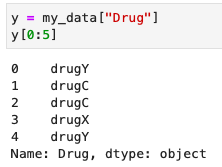 y = my_data["Drug"]
y[0:5]
0    drugY
1    drugC
2    drugC
3    drugX
4    drugY
Name: Drug, dtype: object